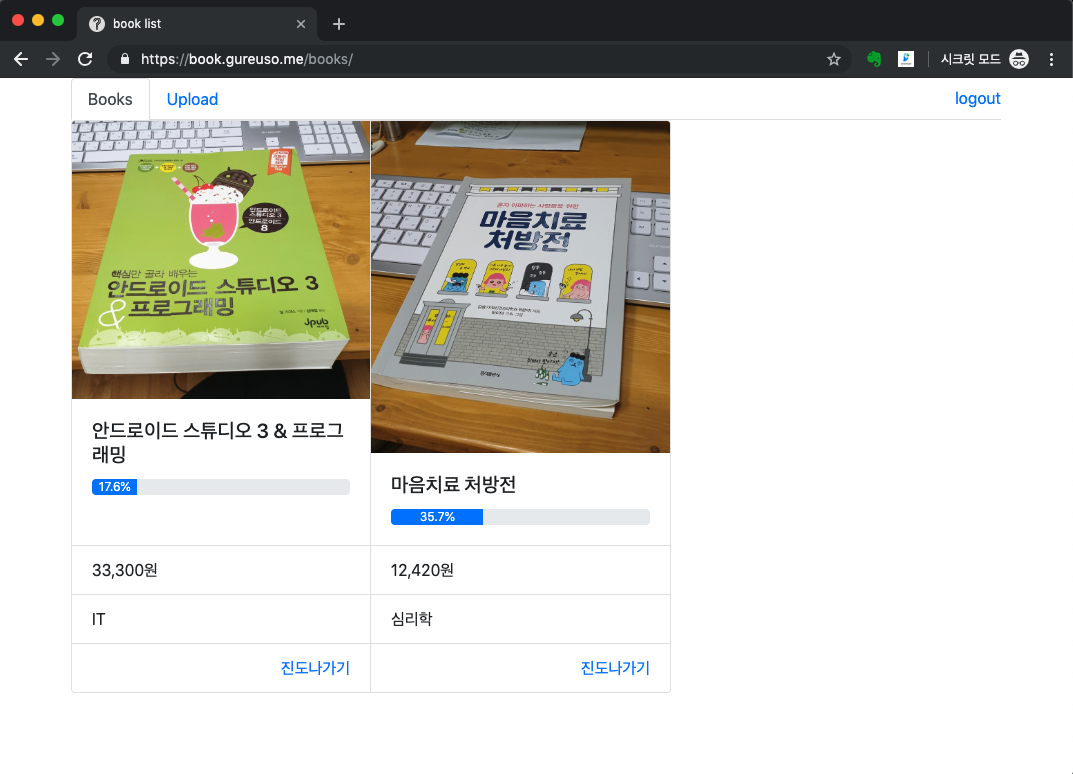 book list
https://book.gureuso.me/books/
시크릿 모드
Books
Upload
logout
안드로이드
스튜디오 3
안드로이드
8
핵심만 골라 배우는
안드로이드 스튜디오 3
& 프로그래밍
Jpub
혼자 아파하는 사람들을 위한
마음치료
처방전
안드로이드 스튜디오 3 & 프로그
래밍
17.6%
33,300원
IT
진도나가기
마음치료 처방전
35.7%
12,420원
심리학
진도나가기